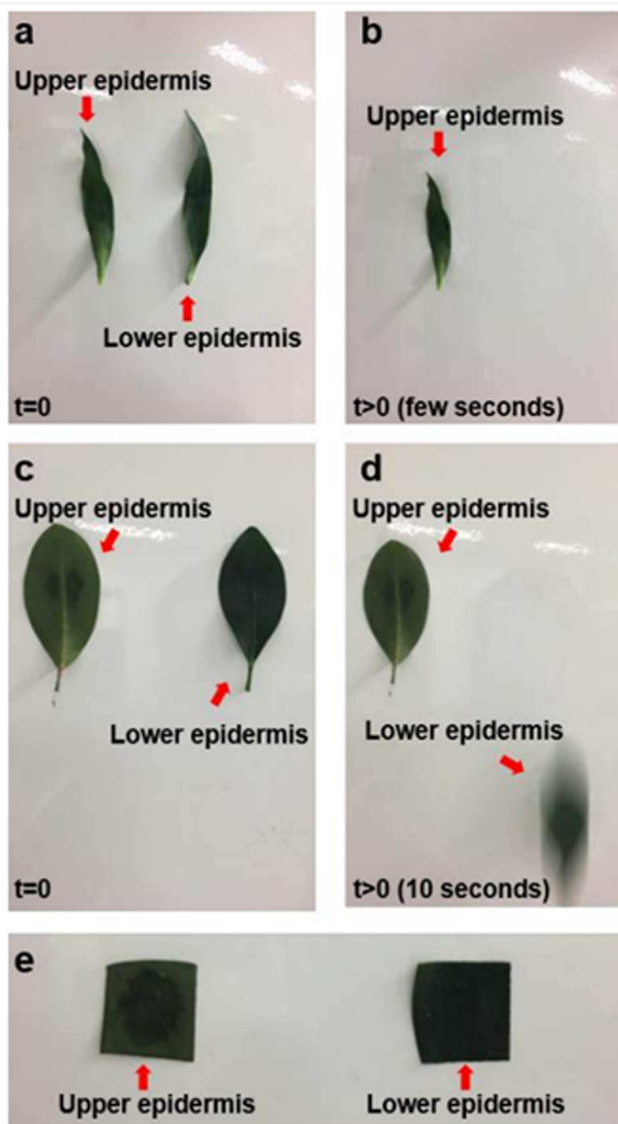 a
Upper epidermis
Lower epidermis
t=0
b
Upper epidermis
t>0 (few seconds)
c
Upper epidermis
Lower epidermis
t=0
d
Upper epidermis
Lower epidermis
t>0 (10 seconds)
e
Upper epidermis
Lower epidermis